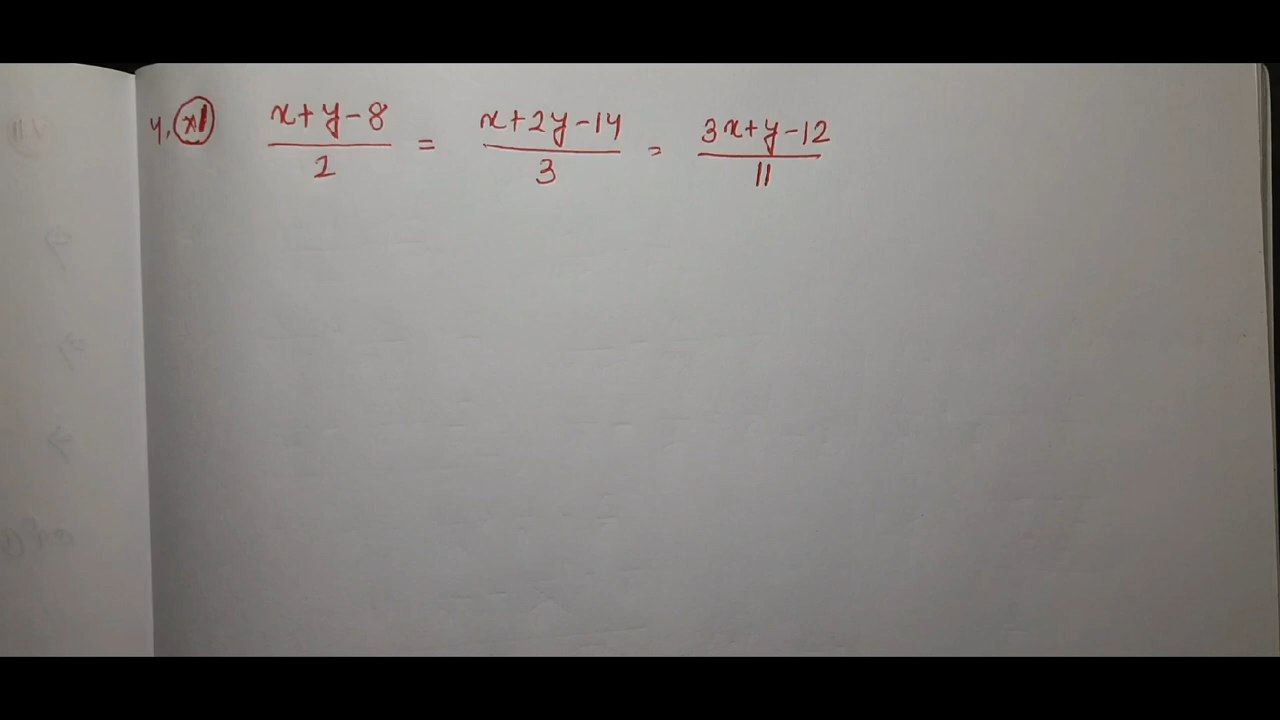 4. (xi) x+y-8/2 = x+2y-14/3 = 3x+y-12/11